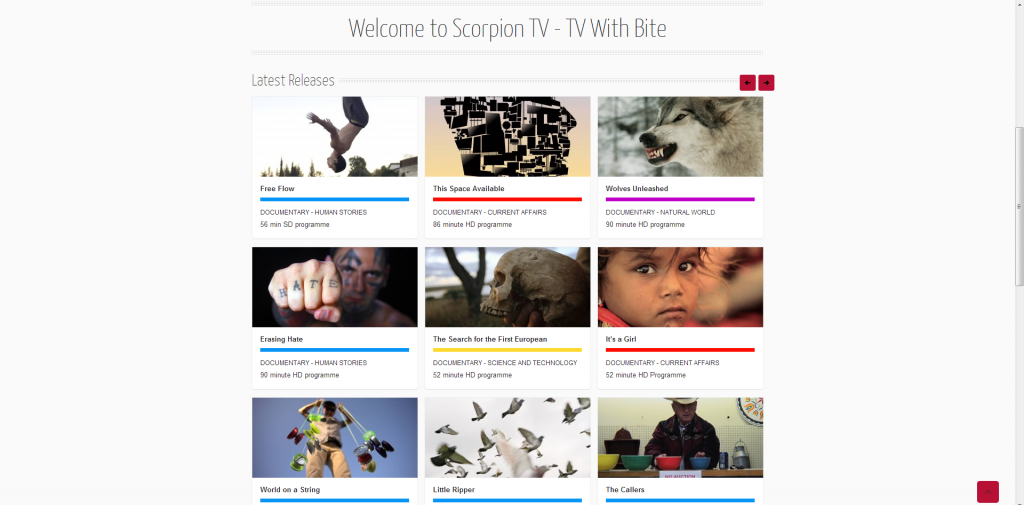 Welcome to Scorpion TV - TV With Bite
Latest Releases
Free Flow
DOCUMENTARY - HUMAN STORIES
56 min SD programme
This Space Available
DOCUMENTARY - CURRENT AFFAIRS
86 minute HD programme
Wolves Unleashed
DOCUMENTARY - NATURAL WORLD
90 minute HD programme
HATE
Erasing Hate
DOCUMENTARY - HUMAN STORIES
90 minute HD programme
The Search for the First European
DOCUMENTARY - SCIENCE AND TECHNOLOGY
52 minute HD programme
It's a Girl
DOCUMENTARY - CURRENT AFFAIRS
52 minute HD Programme
World on a String
Little Ripper
The Callers